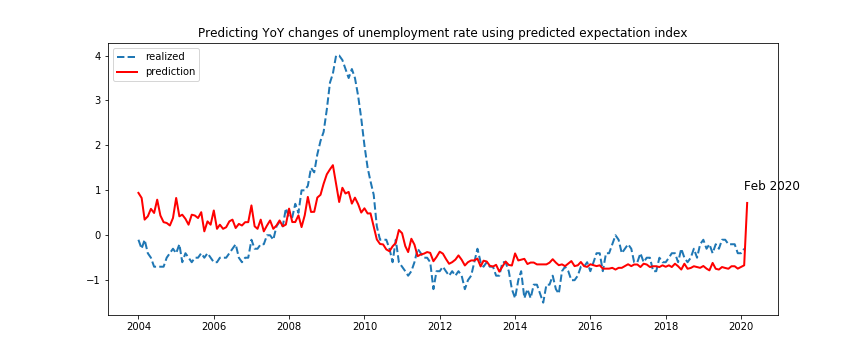 Predicting YoY changes of unemployment rate using predicted expectation index
realized
prediction
Feb 2020
4
3
2
1
0
−1
2004 2006 2008 2010 2012 2014 2016 2018 2020